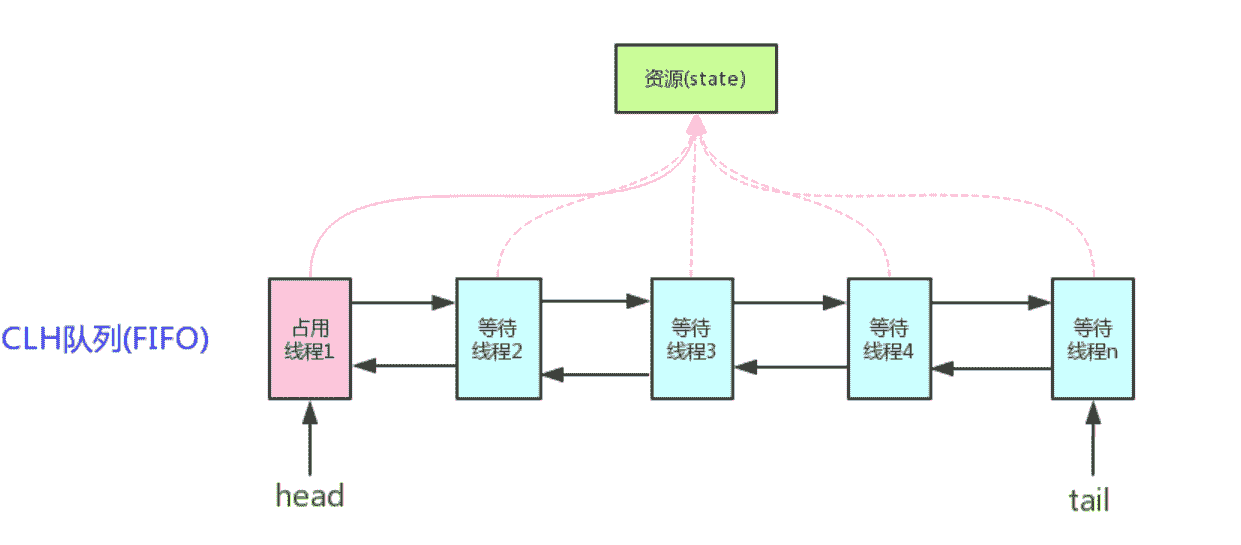 资源(state)
CLH队列(FIFO)
占用
线程1
等待
线程2
等待
线程3
等待
线程4
等待
线程n
head
tail